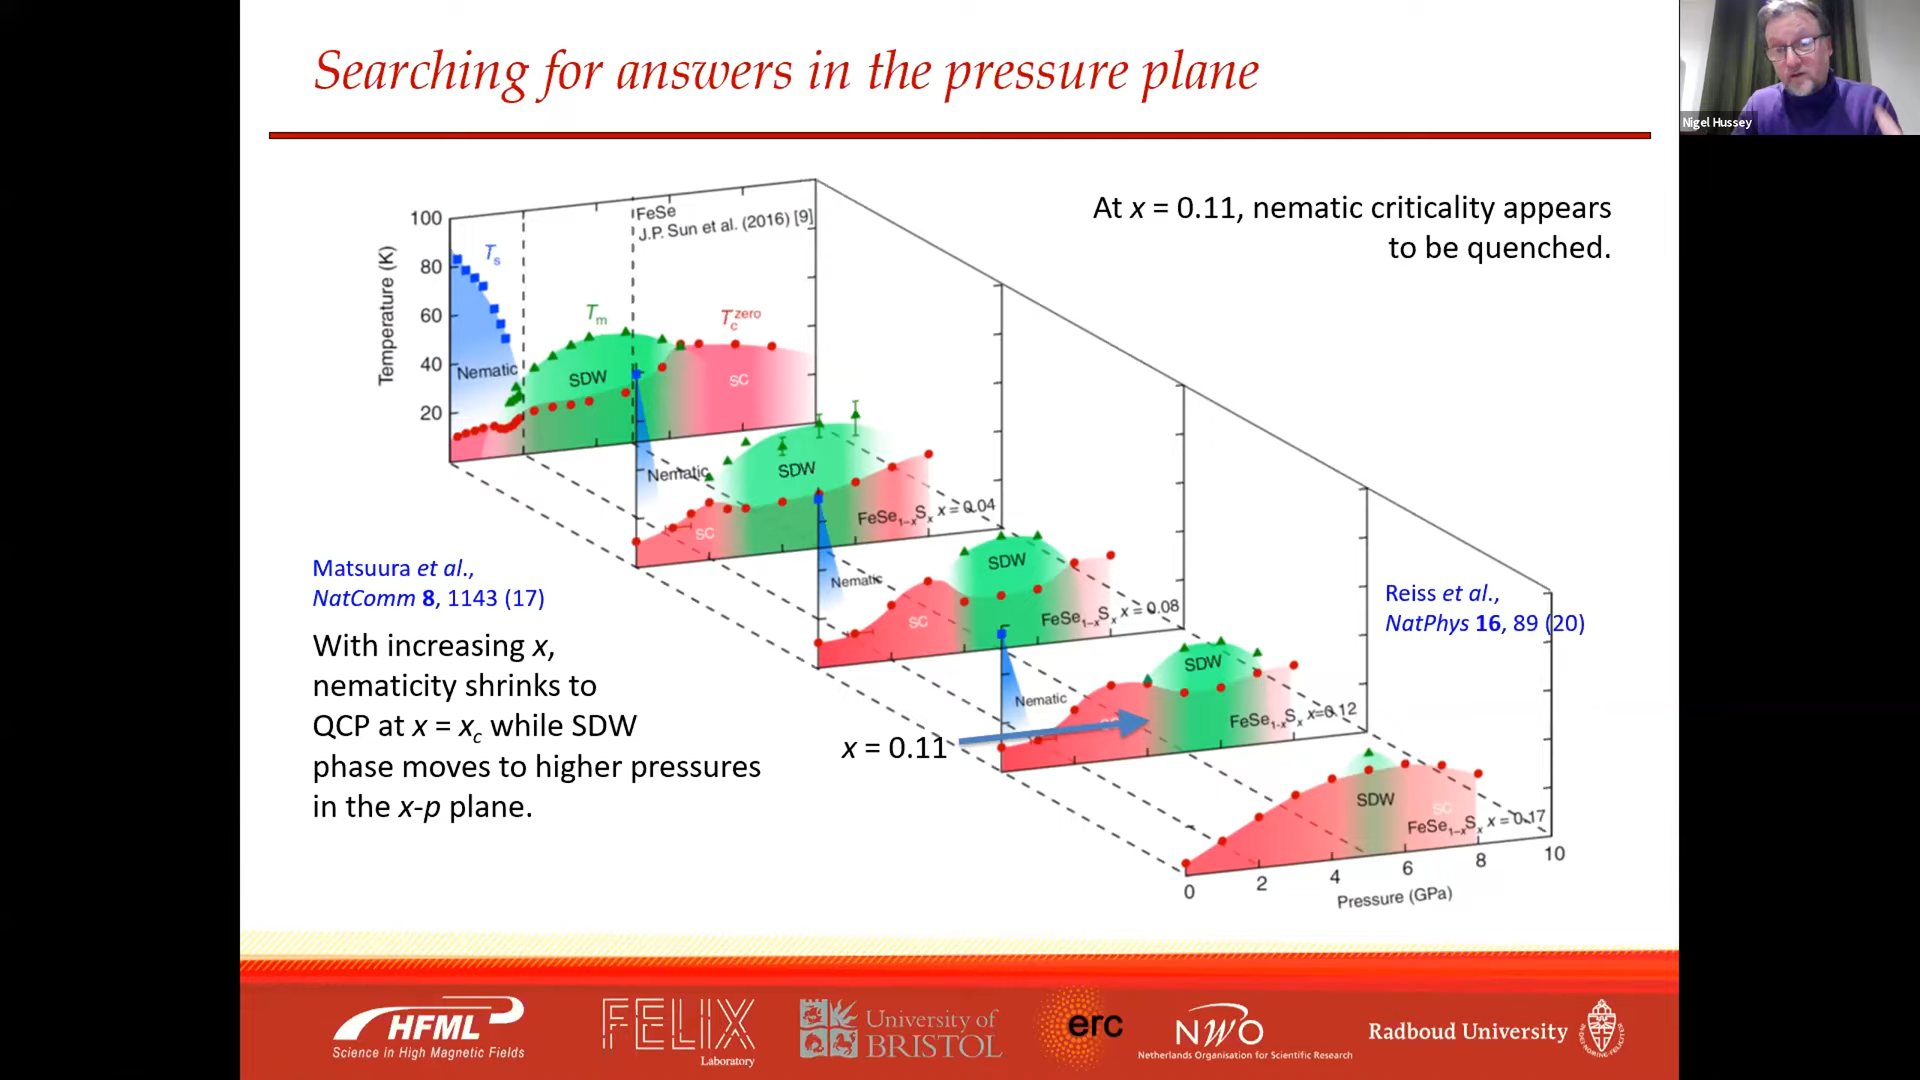 Searching for answers in the pressure plane
Nigel Hussey
At x = 0.11, nematic criticality appears
to be quenched.
FeSe
J.P. Sun et al. (2016) [9]
Temperature (K)
100
80
60
40
20
Ts
Tm
Tc zero
Nematic
SDW
SC
Nematic
SDW
SC
FeSe1-xSx x = 0.04
Nematic
SDW
SC
FeSe1-xSx x = 0.08
Nematic
SDW
SC
FeSe1-xSx x=0.12
SDW
SC
FeSe1-xSx x = 0.17
0 2 4 6 8 10
Pressure (GPa)
Matsuura et al.,
NatComm 8, 1143 (17)
With increasing x,
nematicity shrinks to
QCP at x = xc while SDW
phase moves to higher pressures
in the x-p plane.
x = 0.11
Reiss et al.,
NatPhys 16, 89 (20)
HFML
Science in High Magnetic Fields
FELIX
Laboratory
University of
BRISTOL
erc
NWO
Netherlands Organisation for Scientific Research
Radboud University